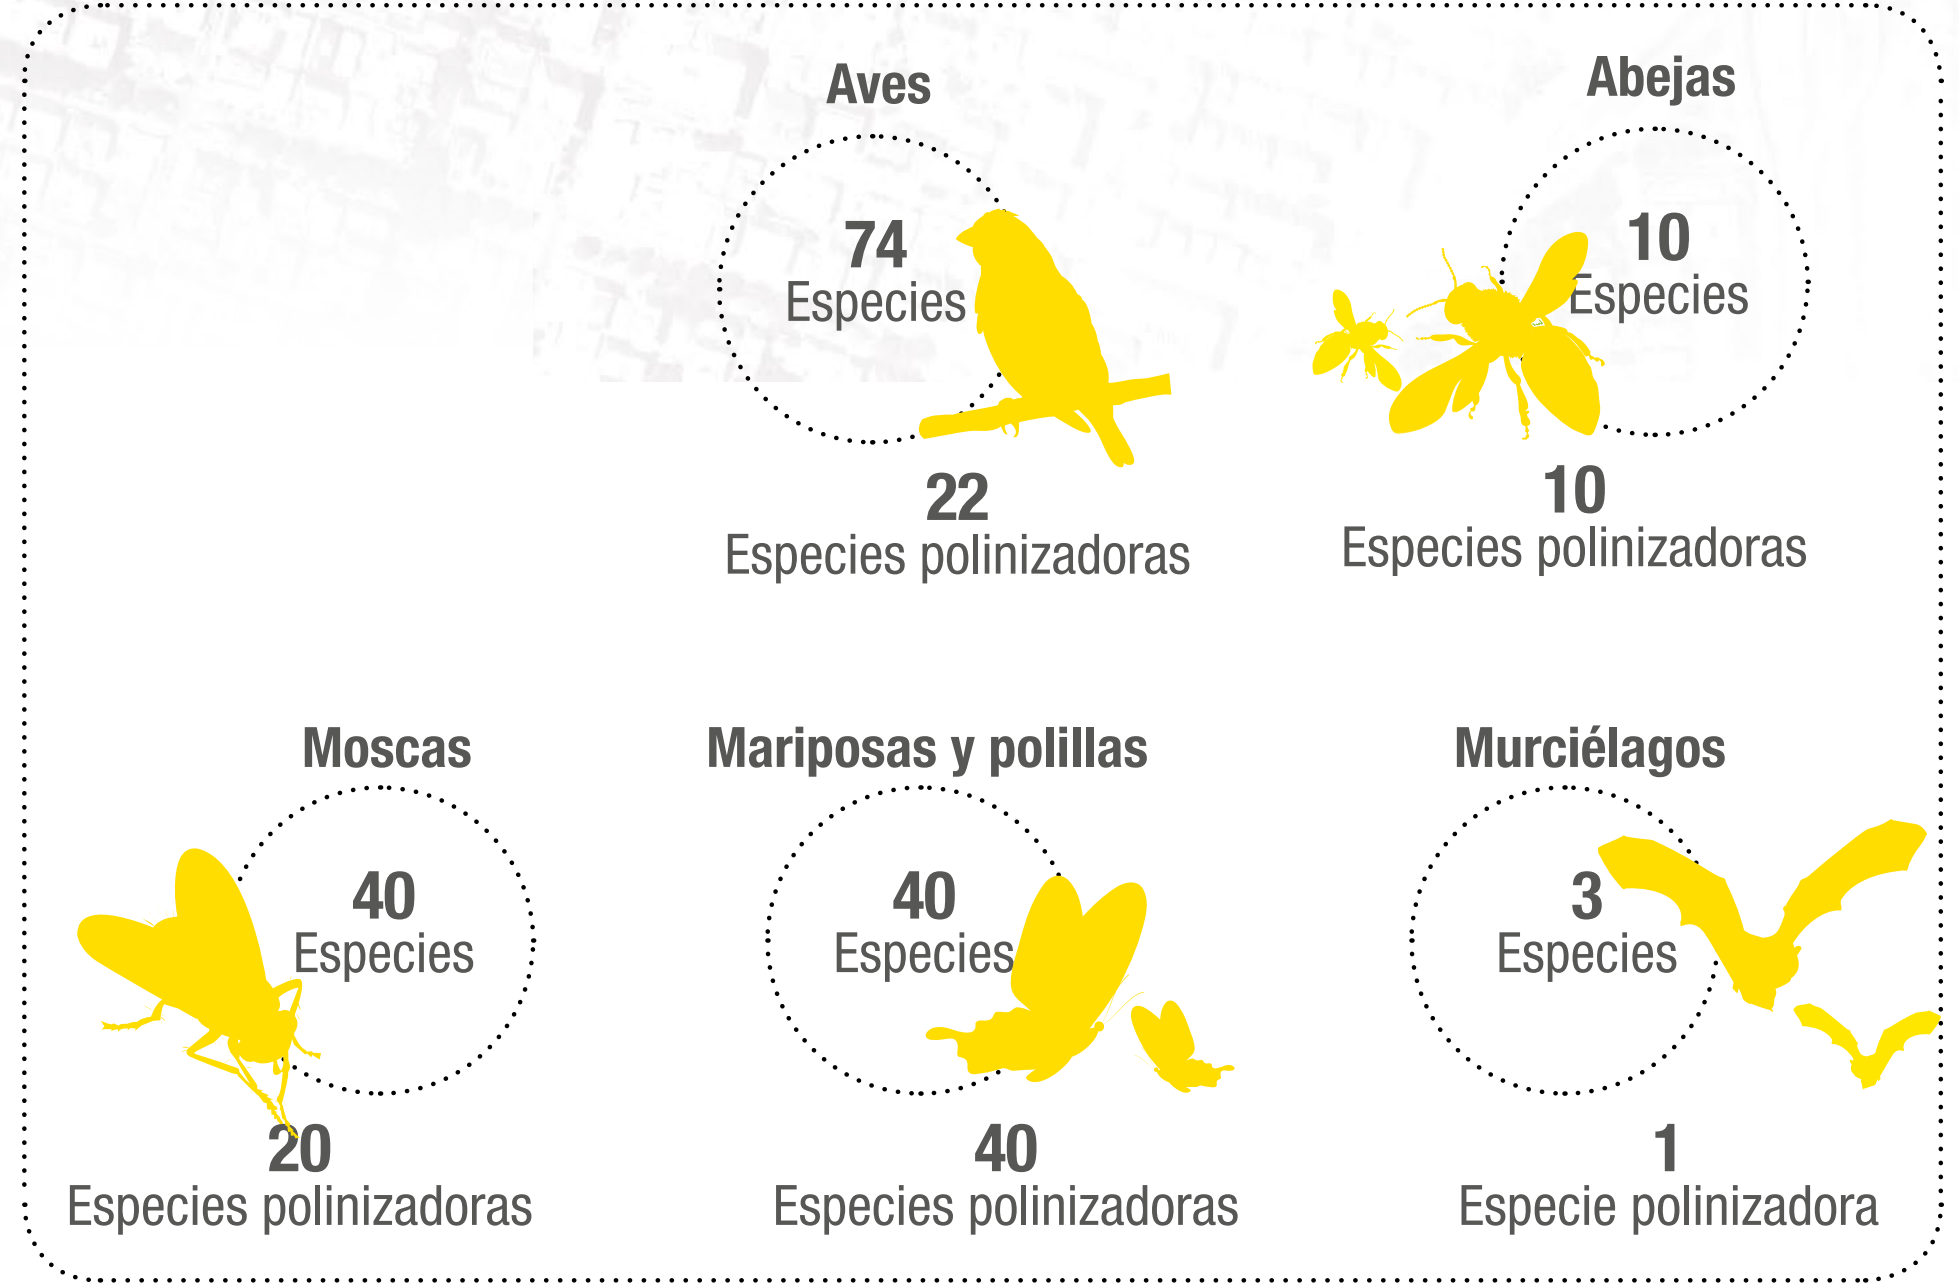 Aves
74
Especies
22
Especies polinizadoras
Abejas
10
Especies
10
Especies polinizadoras
Moscas
40
Especies
20
Especies polinizadoras
Mariposas y polillas
40
Especies
40
Especies polinizadoras
Murciélagos
3
Especies
1
Especie polinizadora